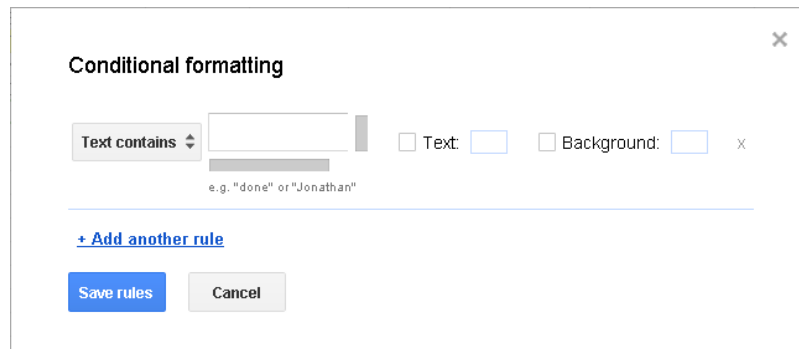 Conditional formatting
Text contains Text: Background: x
e.g. "done" or "Jonathan"
+ Add another rule
Save rules Cancel